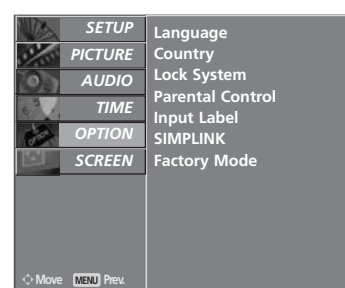 SETUP
PICTURE
AUDIO
TIME
OPTION
SCREEN
Language
Country
Lock System
Parental Control
Input Label
SIMPLINK
Factory Mode
Move MENU Prev.